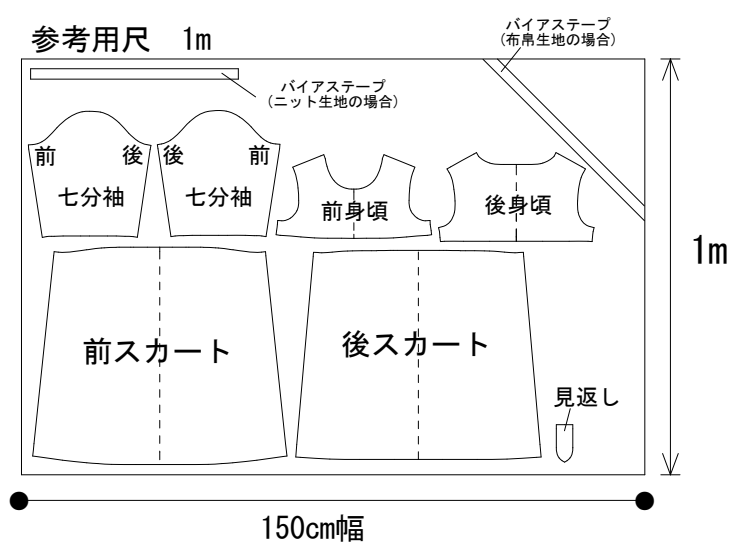 参考用尺　1m
バイアステープ
(布帛生地の場合)
バイアステープ
(ニット生地の場合)
前
後
後
前
七分袖
七分袖
前身頃
後身頃
1m
前スカート
後スカート
見返し
150cm幅